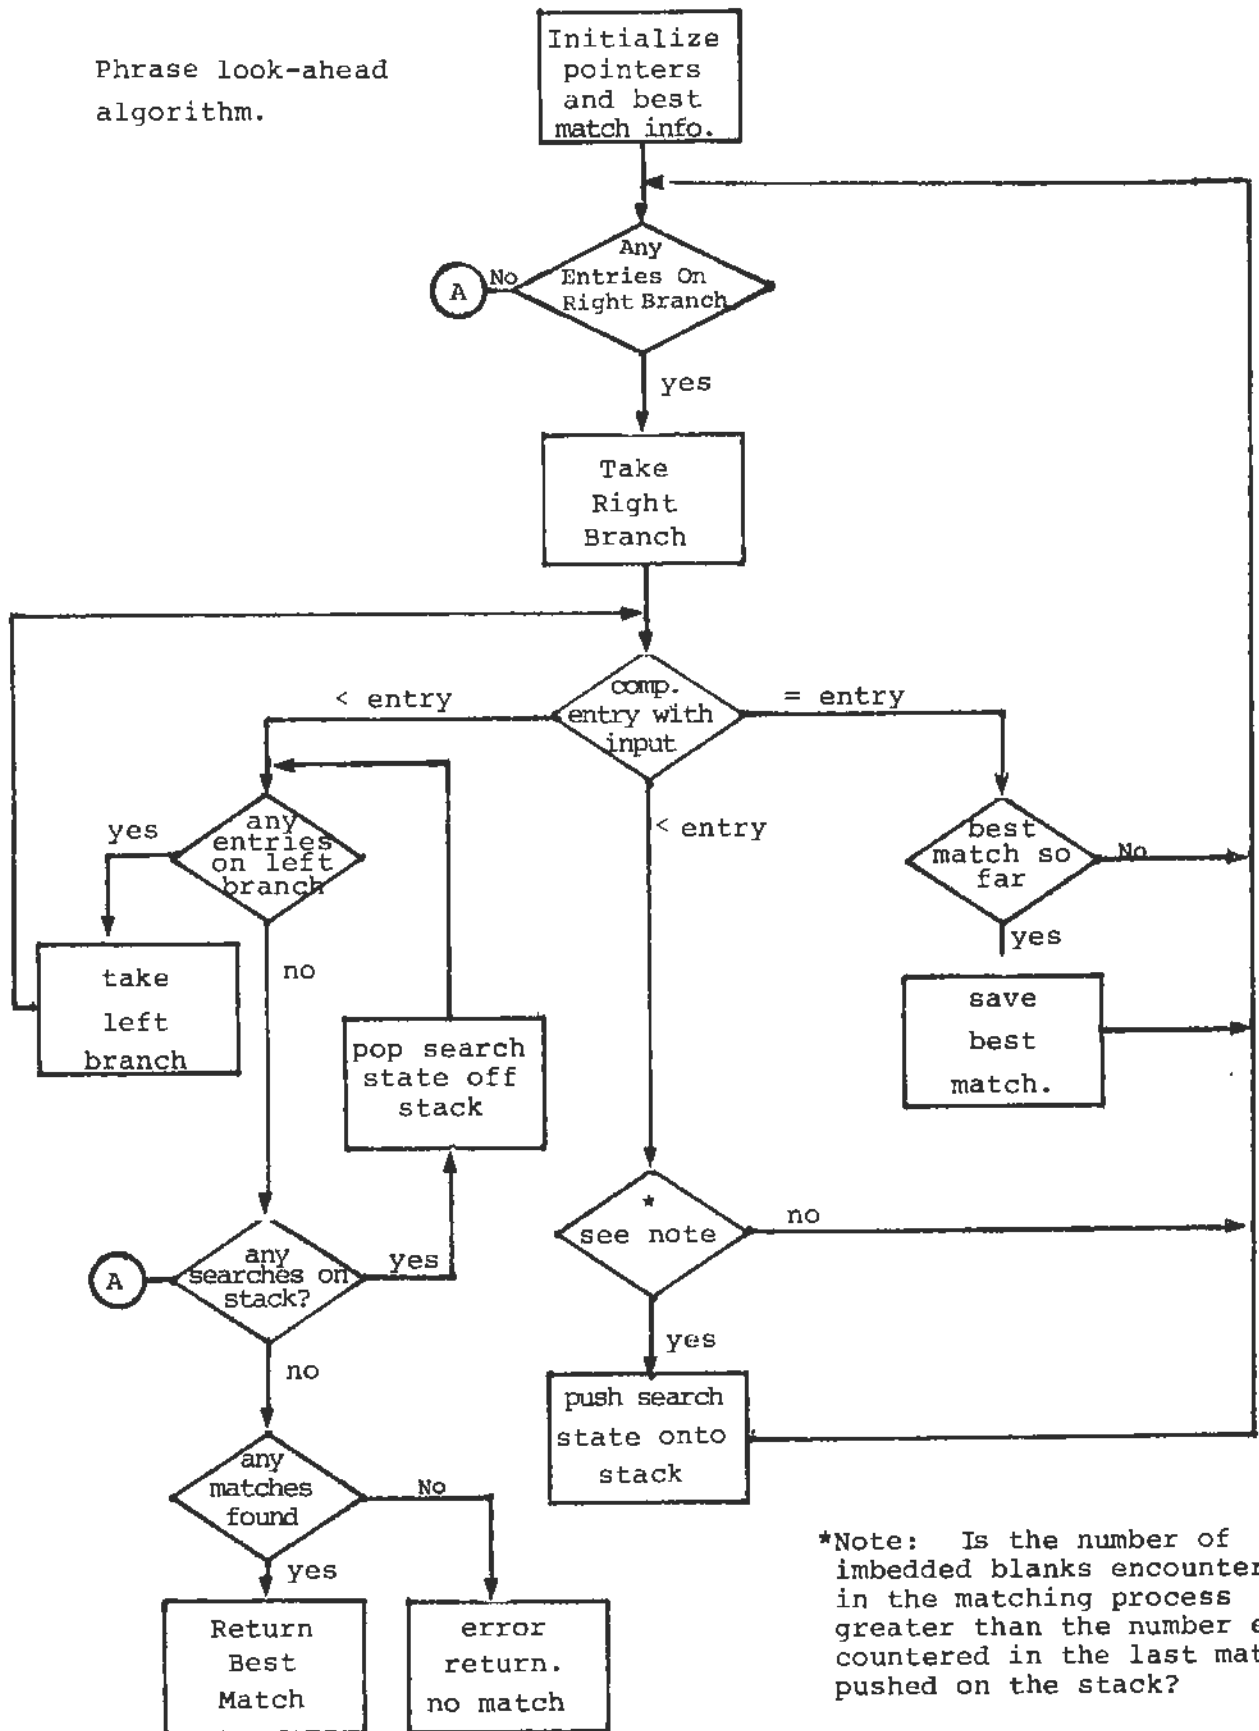 Phrase look-ahead
algorithm.
Initialize
pointers
and best
match info.
A
No
Any
Entries On
Right Branch
yes
Take
Right
Branch
< entry
comp.
entry with
input
= entry
yes
any
entries
on left
branch
< entry
best
match so
far
No
yes
take
left
branch
no
pop search
state off
stack
save
best
match.
*
see note
no
A
any
searches on
stack?
yes
yes
no
push search
state onto
stack
any
matches
found
No
yes
Return
Best
Match
error
return.
no match
*Note: Is the number of
imbedded blanks encounter
in the matching process
greater than the number e
countered in the last mat
pushed on the stack?